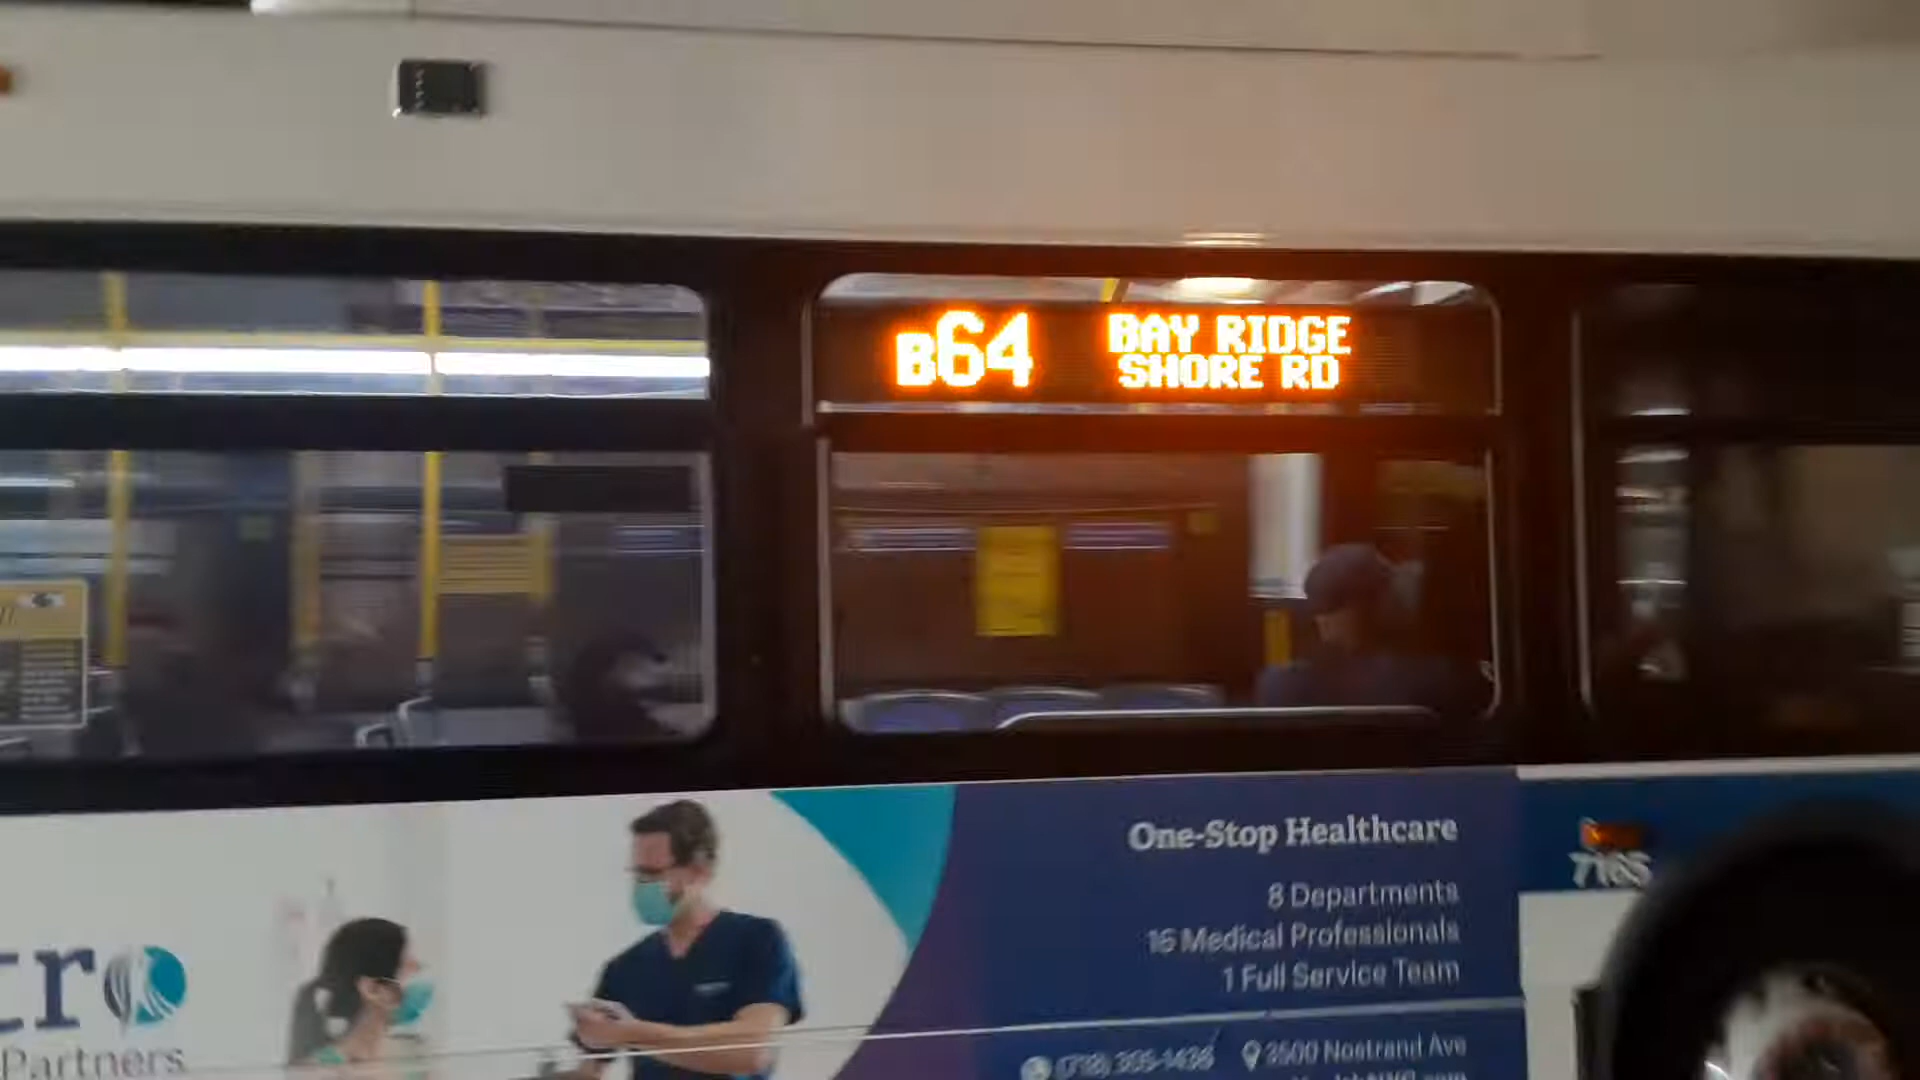 B64
BAY RIDGE
SHORE RD
One-Stop Healthcare
8 Departments
16 Medical Professionals
1 Full Service Team
7165
tro
Partners
3500 Nostrand Ave